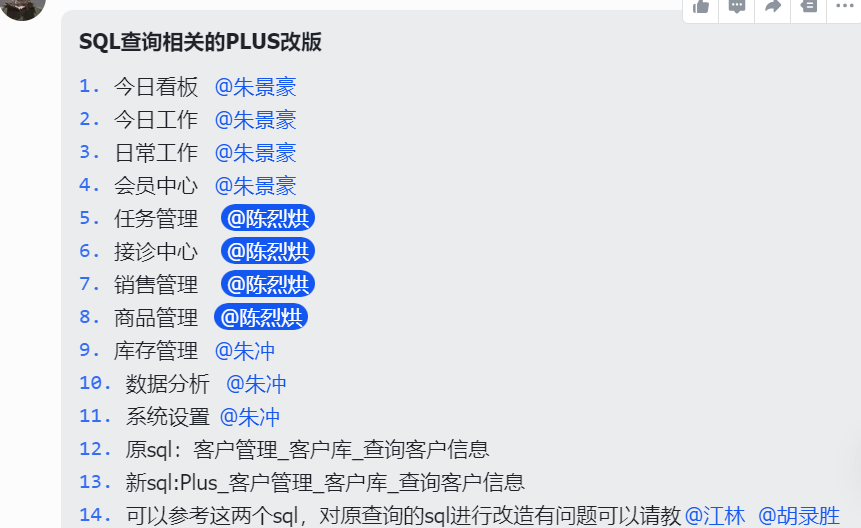 SQL查询相关的PLUS改版
1. 今日看板 @朱景豪
2. 今日工作 @朱景豪
3. 日常工作 @朱景豪
4. 会员中心 @朱景豪
5. 任务管理 @陈烈烘
6. 接诊中心 @陈烈烘
7. 销售管理 @陈烈烘
8. 商品管理 @陈烈烘
9. 库存管理 @朱冲
10. 数据分析 @朱冲
11. 系统设置 @朱冲
12. 原sql：客户管理_客户库_查询客户信息
13. 新sql:Plus_客户管理_客户库_查询客户信息
14. 可以参考这两个sql，对原查询的sql进行改造有问题可以请教 @江林 @胡录胜